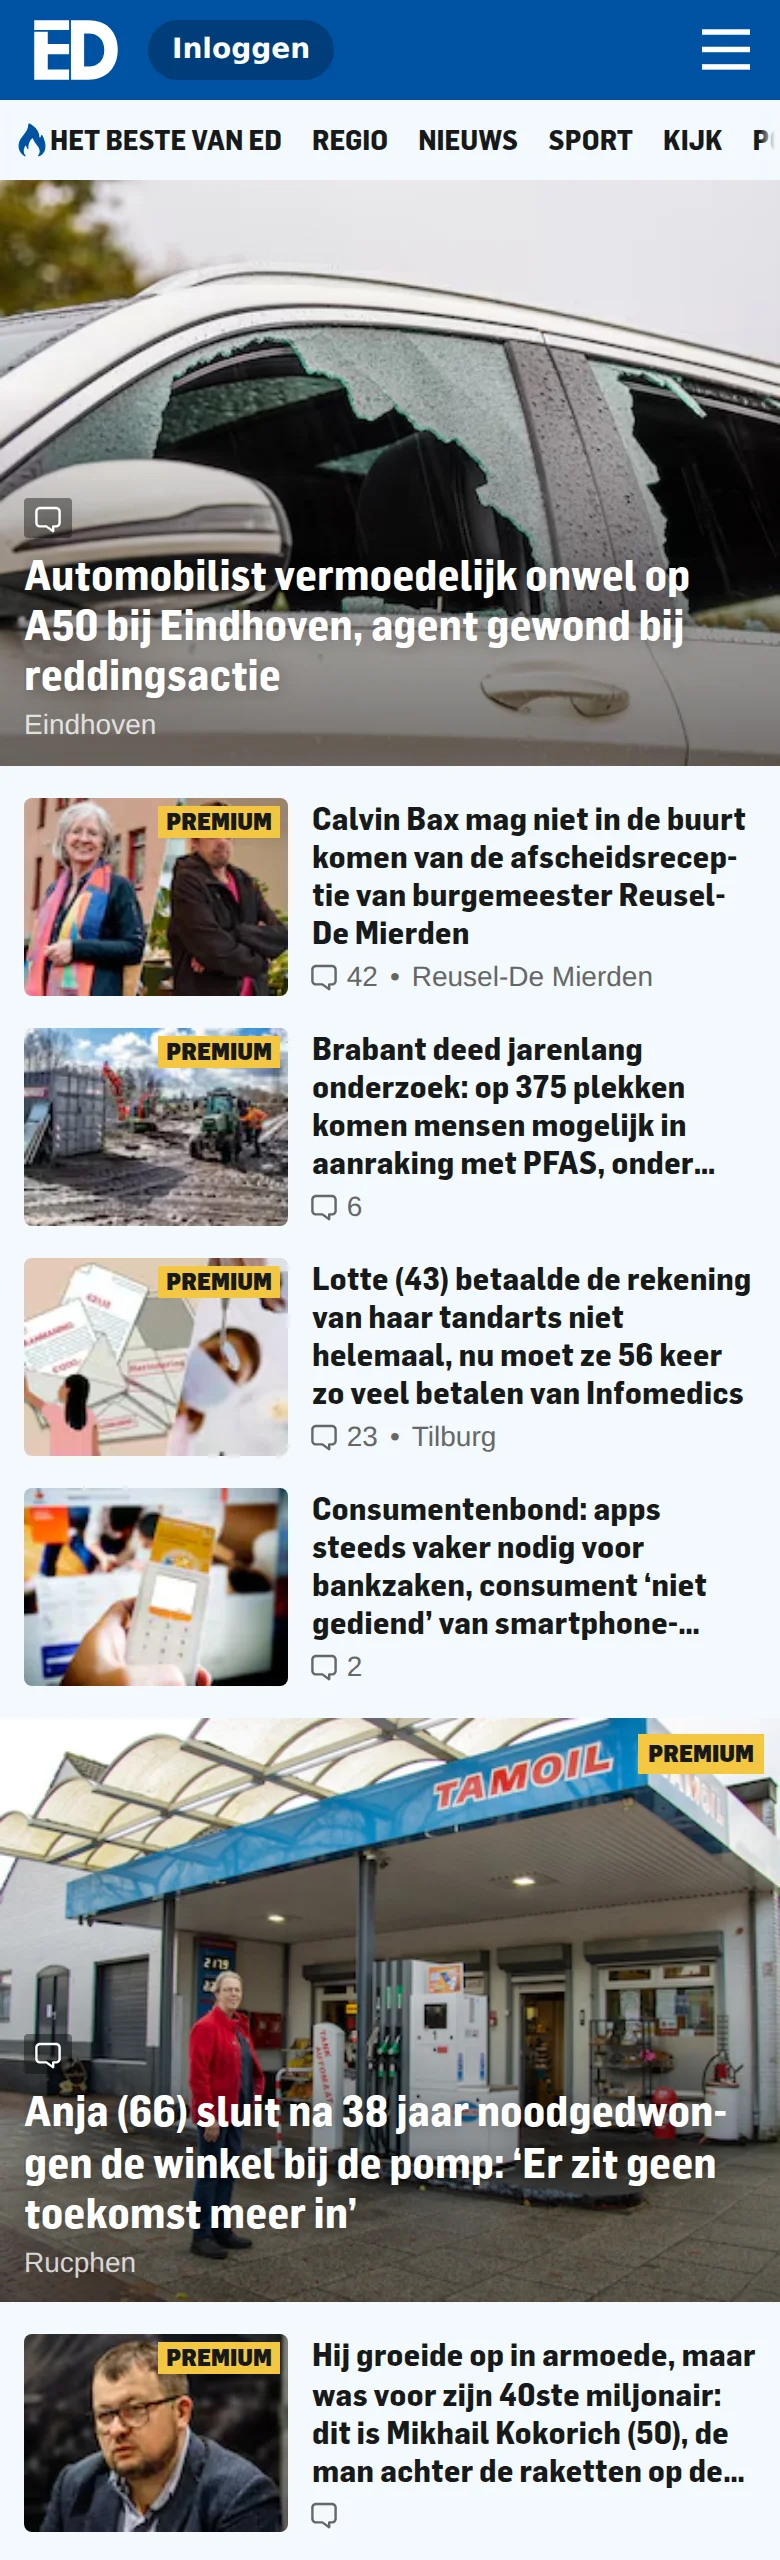 ED
Inloggen
HET BESTE VAN ED REGIO NIEUWS SPORT KIJK
Automobilist vermoedelijk onwel op
A50 bij Eindhoven, agent gewond bij
reddingsactie
Eindhoven
PREMIUM
Calvin Bax mag niet in de buurt
komen van de afscheidsrecep-
tie van burgemeester Reusel-
De Mierden
42 • Reusel-De Mierden
PREMIUM
Brabant deed jarenlang
onderzoek: op 375 plekken
komen mensen mogelijk in
aanraking met PFAS, onder...
6
PREMIUM
Lotte (43) betaalde de rekening
van haar tandarts niet
helemaal, nu moet ze 56 keer
zo veel betalen van Infomedics
23 • Tilburg
Consumentenbond: apps
steeds vaker nodig voor
bankzaken, consument ‘niet
gediend’ van smartphone-...
2
PREMIUM
TAMOIL
Anja (66) sluit na 38 jaar noodgedwon-
gen de winkel bij de pomp: ‘Er zit geen
toekomst meer in’
Rucphen
PREMIUM
Hij groeide op in armoede, maar
was voor zijn 40ste miljonair:
dit is Mikhail Kokorich (50), de
man achter de raketten op de...